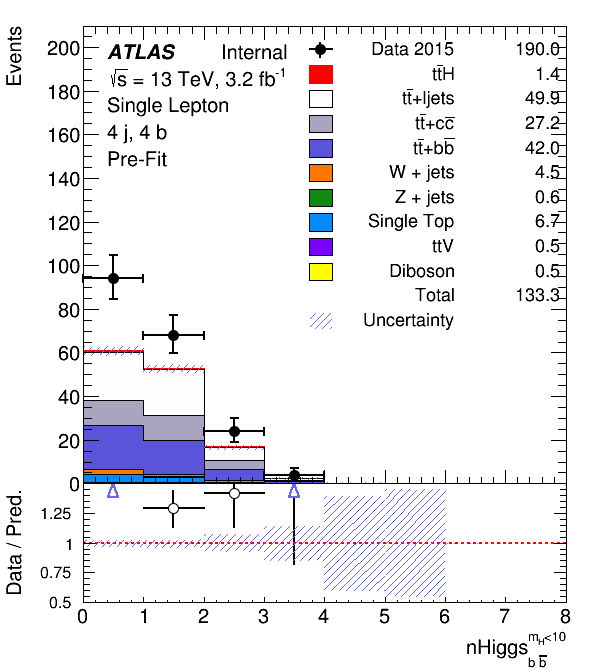 Events
200
180
160
140
120
100
80
60
40
20
0
ATLAS Internal
√s = 13 TeV, 3.2 fb⁻¹
Single Lepton
4 j, 4 b
Pre-Fit
Data 2015 190.0
tt̄H 1.4
tt̄+ljets 49.9
tt̄+cc̄ 27.2
tt̄+bb̄ 42.0
W + jets 4.5
Z + jets 0.6
Single Top 6.7
ttV 0.5
Diboson 0.5
Total 133.3
Uncertainty
Data / Pred.
1.25
1
0.75
0.5
0 1 2 3 4 5 6 7 8
nHiggs m_H<10 b b̄